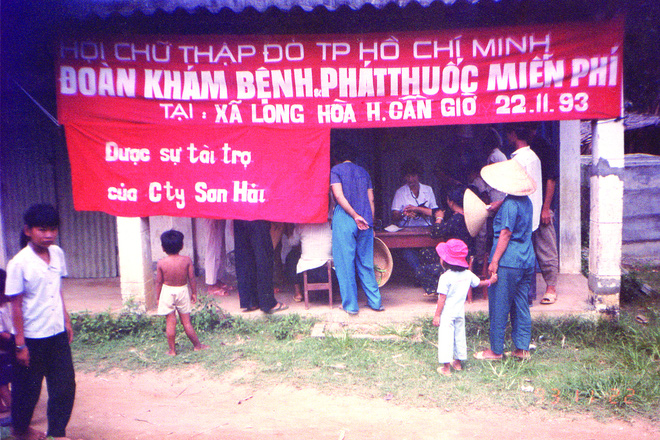 HỘI CHỮ THẬP ĐỎ TP HỒ CHÍ MINH
ĐOÀN KHÁM BỆNH & PHÁT THUỐC MIỄN PHÍ
TẠI : XÃ LONG HÒA H. CẦN GIỜ 22.11.93
Được sự tài trợ
của Cty Sơn Hải